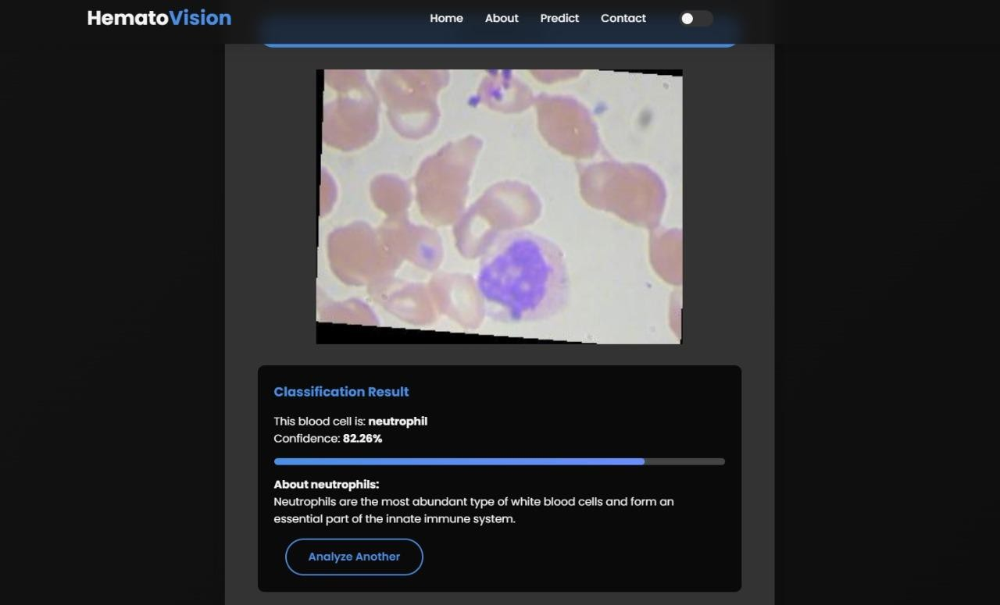 HematoVision
Home About Predict Contact
Classification Result
This blood cell is: neutrophil
Confidence: 82.26%
About neutrophils:
Neutrophils are the most abundant type of white blood cells and form an
essential part of the innate immune system.
Analyze Another